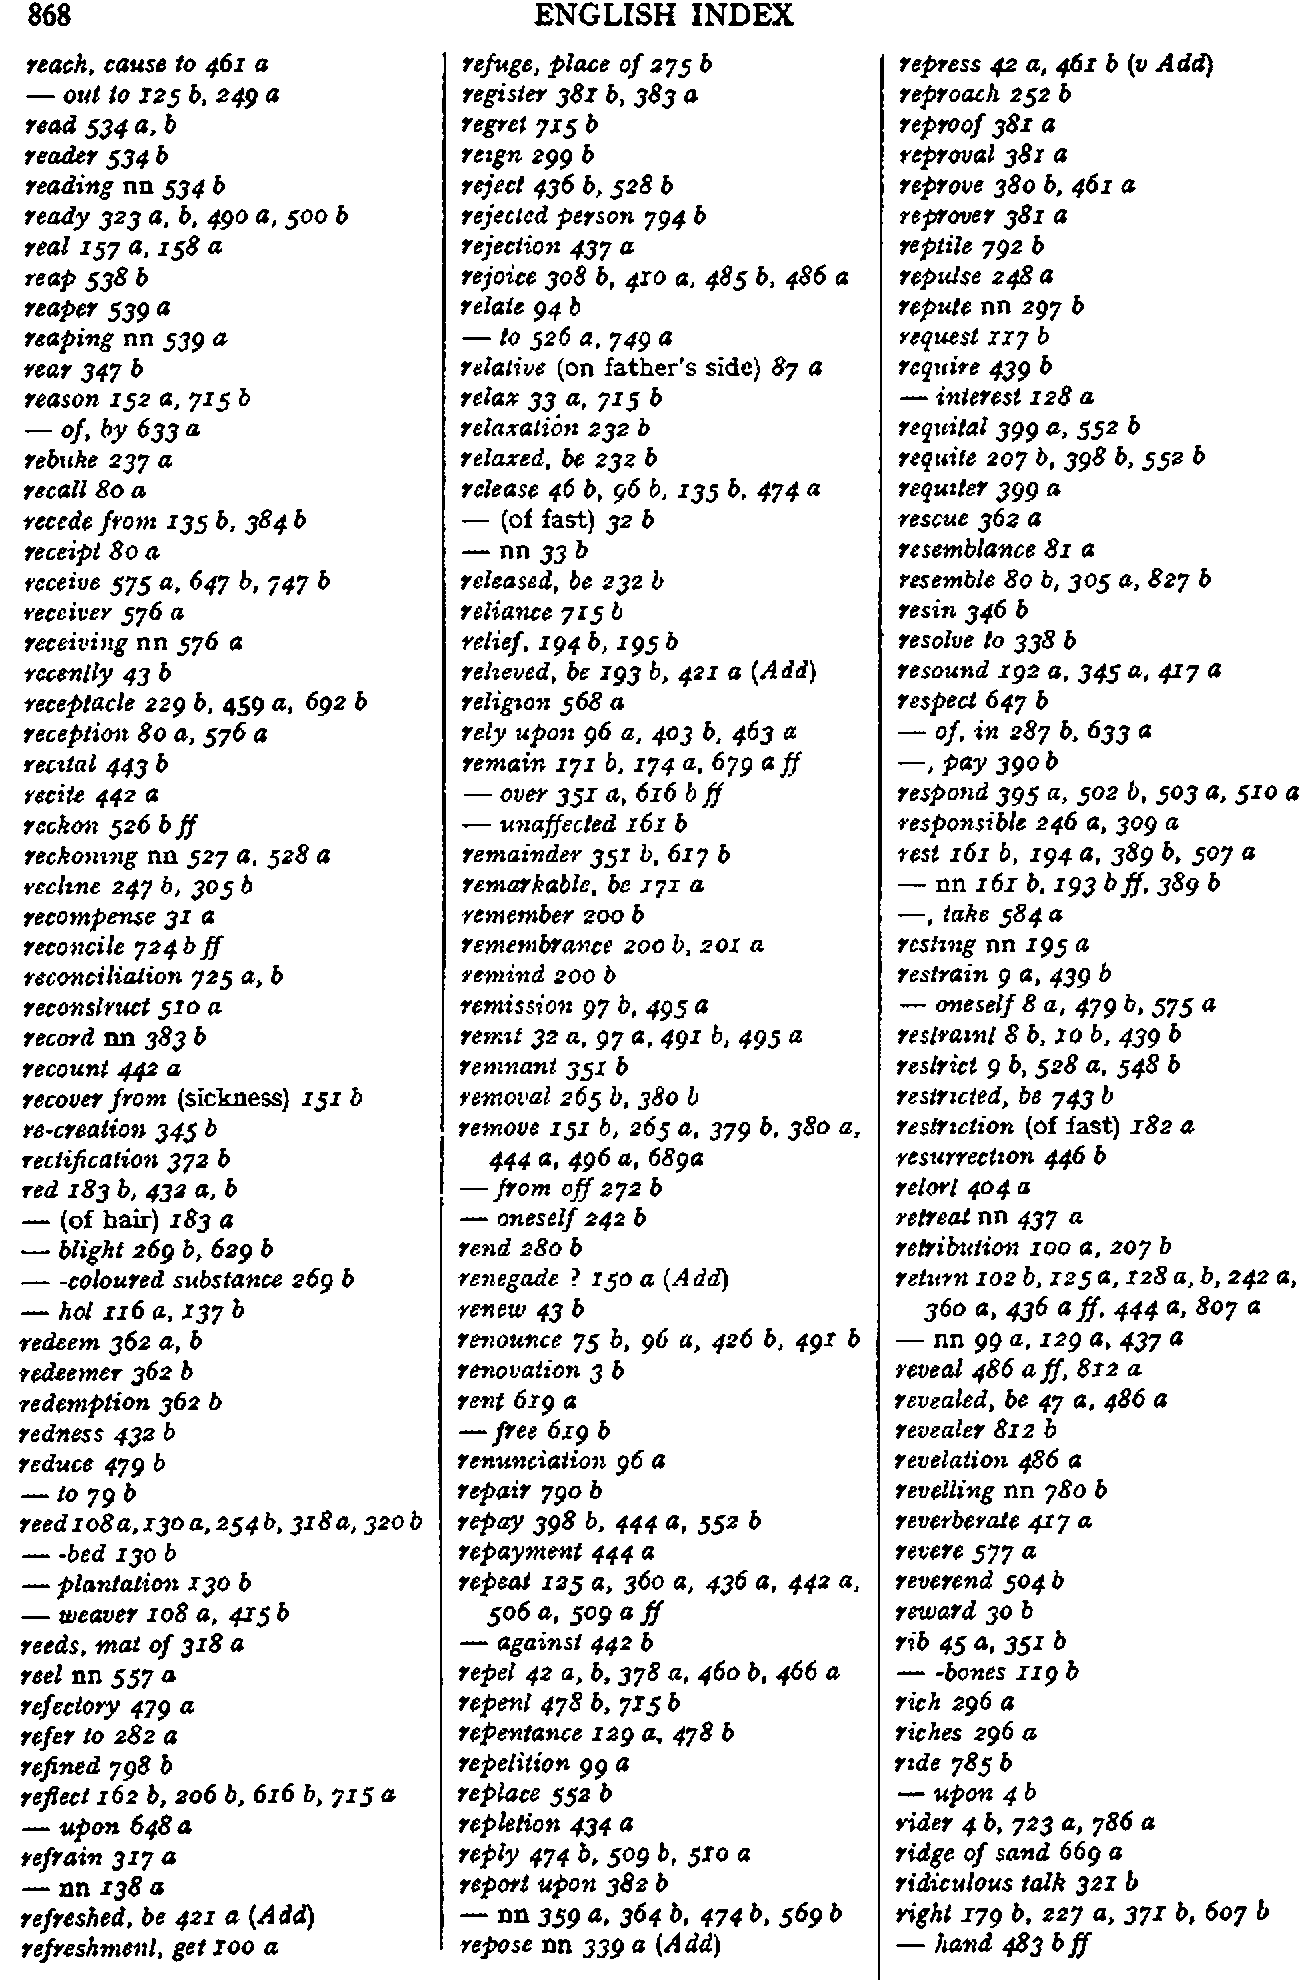 868
ENGLISH INDEX
reach, cause to 461 a
— out to 125 b, 249 a
read 534 a, b
reader 534 b
reading nn 534 b
ready 323 a, b, 490 a, 500 b
real 157 a, 158 a
reap 538 b
reaper 539 a
reaping nn 539 a
rear 347 b
reason 152 a, 715 b
— of, by 633 a
rebuke 237 a
recall 80 a
recede from 135 b, 384 b
receipt 80 a
receive 575 a, 647 b, 747 b
receiver 576 a
receiving nn 576 a
recently 43 b
receptacle 229 b, 459 a, 692 b
reception 80 a, 576 a
recital 443 b
recite 442 a
reckon 526 b ff
reckoning nn 527 a, 528 a
recline 247 b, 305 b
recompense 31 a
reconcile 724 b ff
reconciliation 725 a, b
reconstruct 510 a
record nn 383 b
recount 442 a
recover from (sickness) 151 b
re-creation 345 b
rectification 372 b
red 183 b, 432 a, b
— (of hair) 183 a
— blight 269 b, 629 b
— -coloured substance 269 b
— hot 116 a, 137 b
redeem 362 a, b
redeemer 362 b
redemption 362 b
redness 432 b
reduce 479 b
— to 79 b
reed 108 a, 130 a, 254 b, 318 a, 320 b
— -bed 130 b
— plantation 130 b
— weaver 108 a, 415 b
reeds, mat of 318 a
reel nn 557 a
refectory 479 a
refer to 282 a
refined 798 b
reflect 162 b, 206 b, 616 b, 715 a
— upon 648 a
refrain 317 a
— nn 138 a
refreshed, be 421 a (Add)
refreshment, get 100 a
refuge, place of 275 b
register 381 b, 383 a
regret 715 b
reign 299 b
reject 436 b, 528 b
rejected person 794 b
rejection 437 a
rejoice 308 b, 410 a, 485 b, 486 a
relate 94 b
— to 526 a, 749 a
relative (on father's side) 87 a
relax 33 a, 715 b
relaxation 232 b
relaxed, be 232 b
release 46 b, 96 b, 135 b, 474 a
— (of fast) 32 b
— nn 33 b
released, be 232 b
reliance 715 b
relief, 194 b, 195 b
relieved, be 193 b, 421 a (Add)
religion 568 a
rely upon 96 a, 403 b, 463 a
remain 171 b, 174 a, 679 a ff
— over 351 a, 616 b ff
— unaffected 161 b
remainder 351 b, 617 b
remarkable, be 171 a
remember 200 b
remembrance 200 b, 201 a
remind 200 b
remission 97 b, 495 a
remit 32 a, 97 a, 491 b, 495 a
remnant 351 b
removal 265 b, 380 b
remove 151 b, 265 a, 379 b, 380 a,
444 a, 496 a, 689a
— from off 272 b
— oneself 242 b
rend 280 b
renegade ? 150 a (Add)
renew 43 b
renounce 75 b, 96 a, 426 b, 491 b
renovation 3 b
rent 619 a
— free 619 b
renunciation 96 a
repair 790 b
repay 398 b, 444 a, 552 b
repayment 444 a
repeat 125 a, 360 a, 436 a, 442 a,
506 a, 509 a ff
— against 442 b
repel 42 a, b, 378 a, 460 b, 466 a
repent 478 b, 715 b
repentance 129 a, 478 b
repetition 99 a
replace 552 b
repletion 434 a
reply 474 b, 509 b, 510 a
report upon 382 b
— nn 359 a, 364 b, 474 b, 569 b
repose nn 339 a (Add)
repress 42 a, 461 b (v Add)
reproach 252 b
reproof 381 a
reproval 381 a
reprove 380 b, 461 a
reprover 381 a
reptile 792 b
repulse 248 a
repute nn 297 b
request 117 b
require 439 b
— interest 128 a
requital 399 a, 552 b
requite 207 b, 398 b, 552 b
requiter 399 a
rescue 362 a
resemblance 81 a
resemble 80 b, 305 a, 827 b
resin 346 b
resolve to 338 b
resound 192 a, 345 a, 417 a
respect 647 b
— of, in 287 b, 633 a
—, pay 390 b
respond 395 a, 502 b, 503 a, 510 a
responsible 246 a, 309 a
rest 161 b, 194 a, 389 b, 507 a
— nn 161 b, 193 b ff, 389 b
—, take 584 a
resting nn 195 a
restrain 9 a, 439 b
— oneself 8 a, 479 b, 575 a
restraint 8 b, 10 b, 439 b
restrict 9 b, 528 a, 548 b
restricted, be 743 b
restriction (of fast) 182 a
resurrection 446 b
retort 404 a
retreat nn 437 a
retribution 100 a, 207 b
return 102 b, 125 a, 128 a, b, 242 a,
360 a, 436 a ff, 444 a, 807 a
— nn 99 a, 129 a, 437 a
reveal 486 a ff, 812 a
revealed, be 47 a, 486 a
revealer 812 b
revelation 486 a
revelling nn 780 b
reverberate 417 a
revere 577 a
reverend 504 b
reward 30 b
rib 45 a, 351 b
— -bones 119 b
rich 296 a
riches 296 a
ride 785 b
— upon 4 b
rider 4 b, 723 a, 786 a
ridge of sand 669 a
ridiculous talk 321 b
right 179 b, 227 a, 371 b, 607 b
— hand 483 b ff